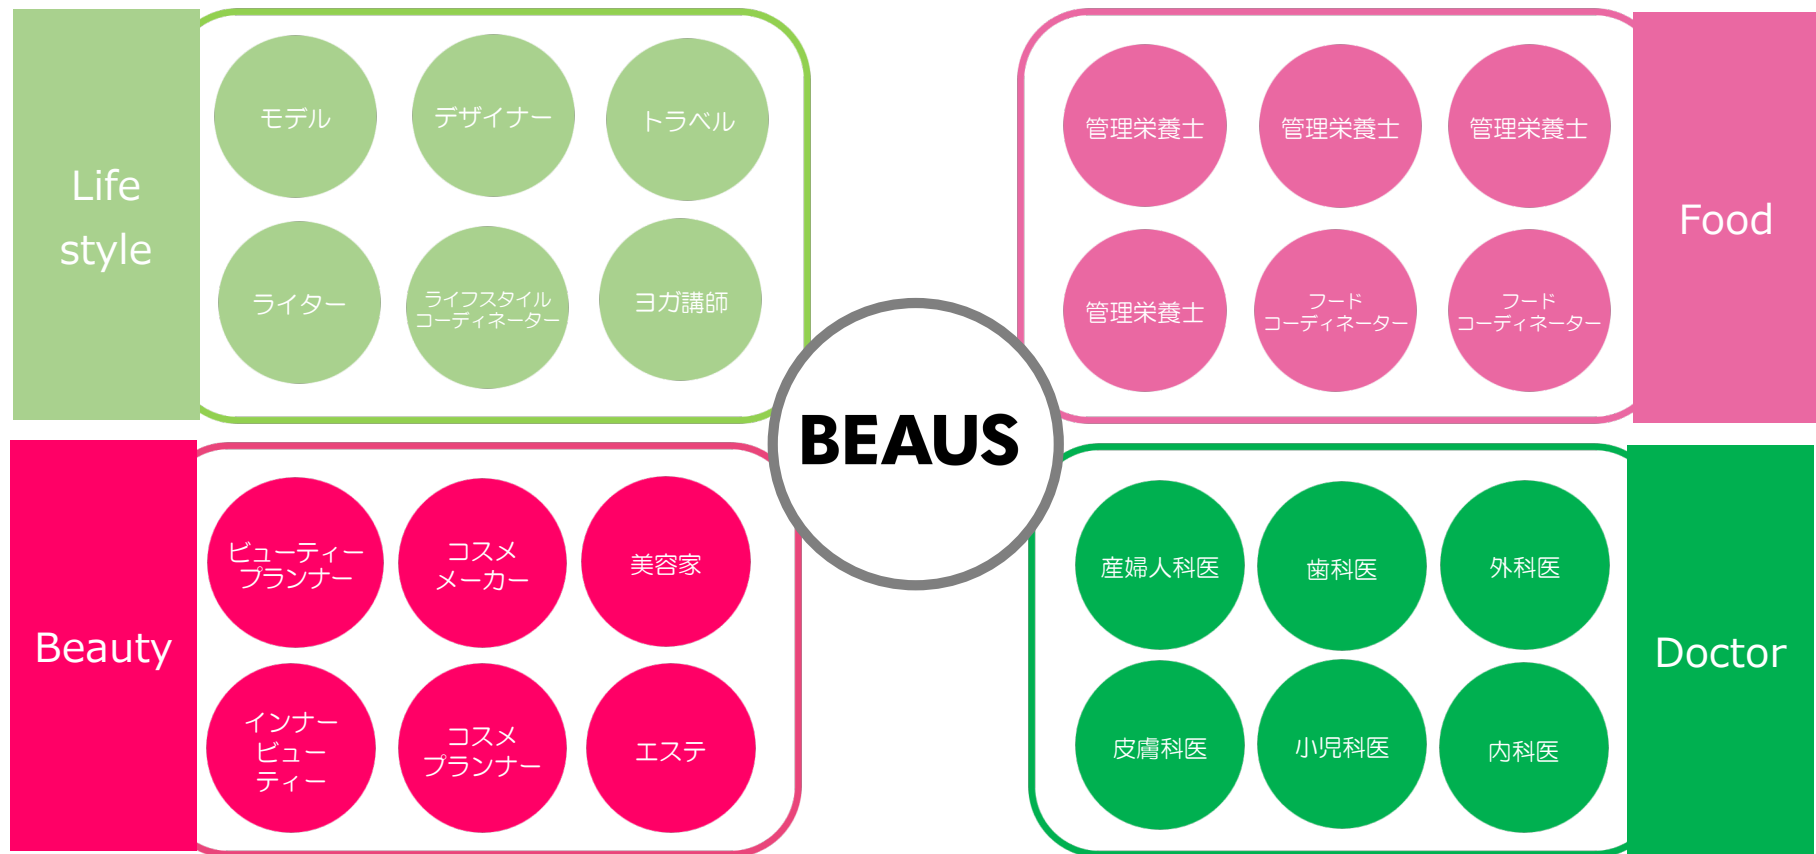 Life
style
モデル
デザイナー
トラベル
ライター
ライフスタイル
コーディネーター
ヨガ講師
管理栄養士
管理栄養士
管理栄養士
管理栄養士
フード
コーディネーター
フード
コーディネーター
Food
BEAUS
Beauty
ビューティー
プランナー
コスメ
メーカー
美容家
インナー
ビュー
ティー
コスメ
プランナー
エステ
産婦人科医
歯科医
外科医
皮膚科医
小児科医
内科医
Doctor